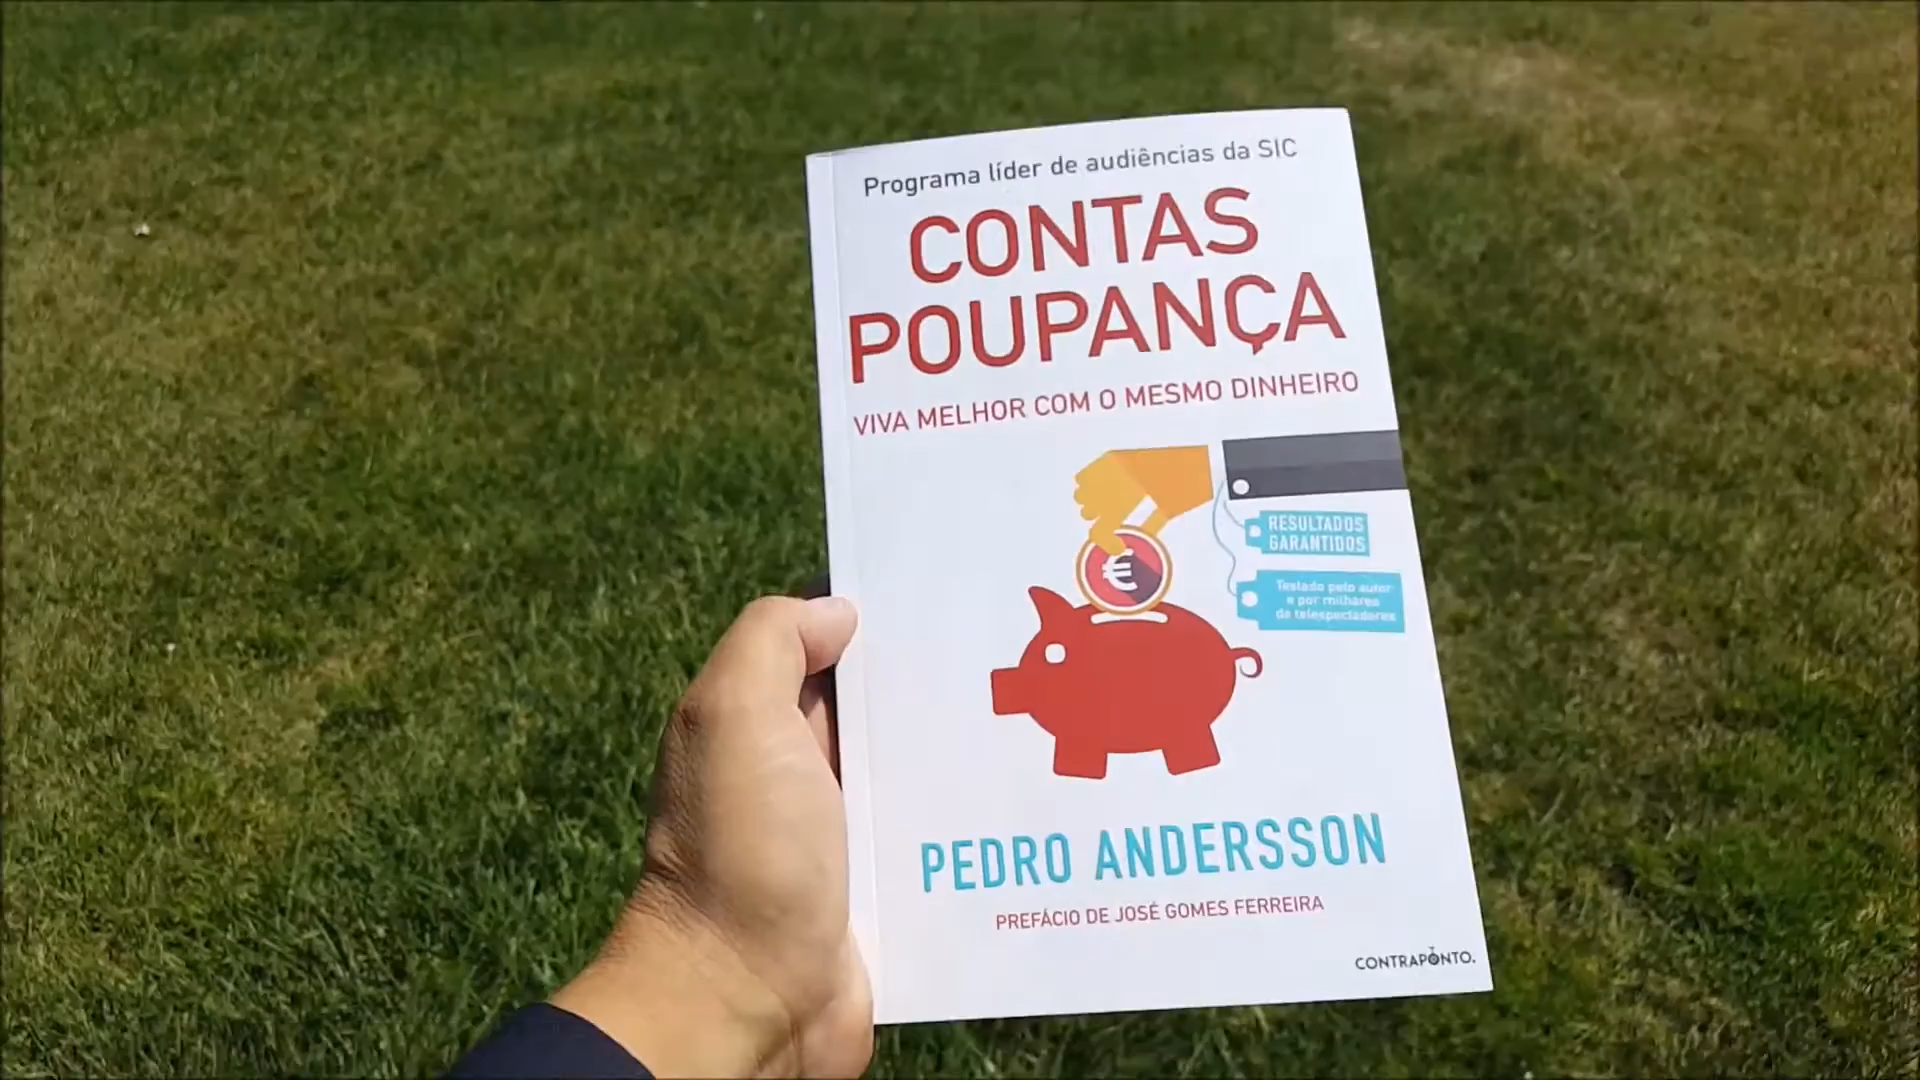 Programa líder de audiências da SIC
CONTAS
POUPANÇA
VIVA MELHOR COM O MESMO DINHEIRO
€
RESULTADOS
GARANTIDOS
Testado pelo autor
e por milhares
de telespectadores
PEDRO ANDERSSON
PREFÁCIO DE JOSÉ GOMES FERREIRA
CONTRAPONTO.